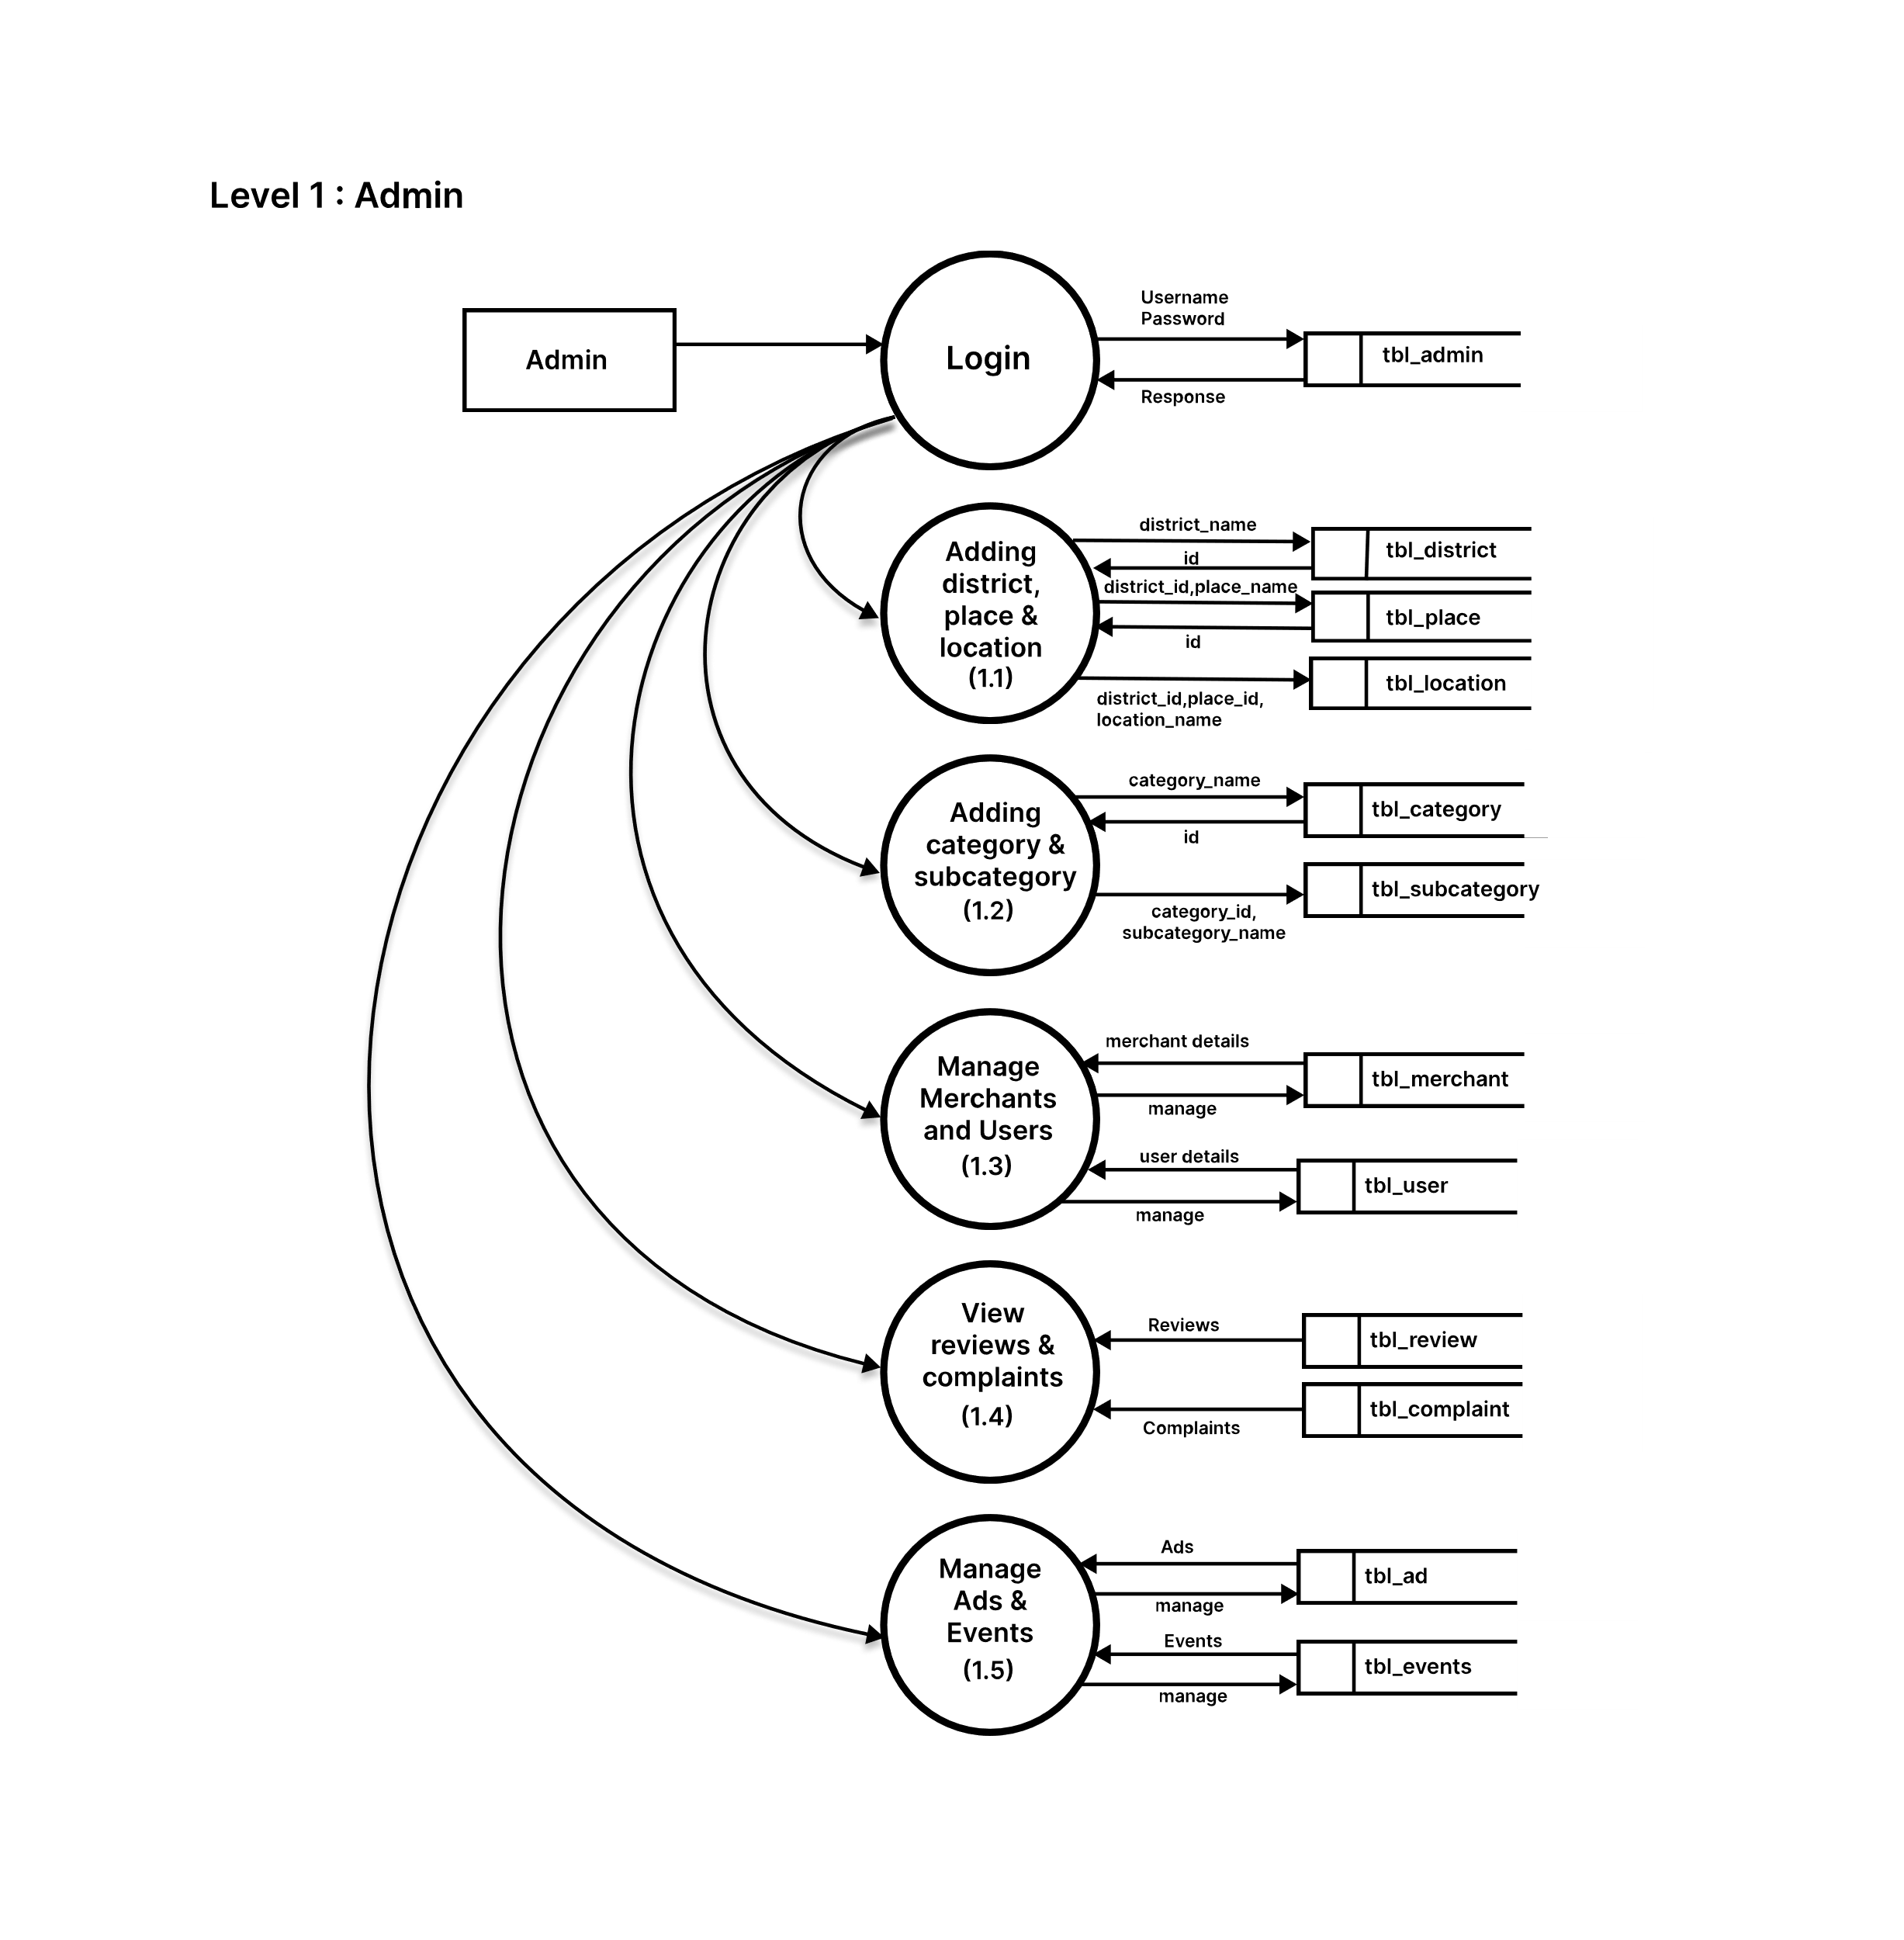 Level 1 : Admin
Admin
Login
Username
Password
Response
tbl_admin
Adding
district,
place &
location
(1.1)
district_name
id
district_id,place_name
id
district_id,place_id,
location_name
tbl_district
tbl_place
tbl_location
Adding
category &
subcategory
(1.2)
category_name
id
category_id,
subcategory_name
tbl_category
tbl_subcategory
Manage
Merchants
and Users
(1.3)
merchant details
manage
user details
manage
tbl_merchant
tbl_user
View
reviews &
complaints
(1.4)
Reviews
Complaints
tbl_review
tbl_complaint
Manage
Ads &
Events
(1.5)
Ads
manage
Events
manage
tbl_ad
tbl_events